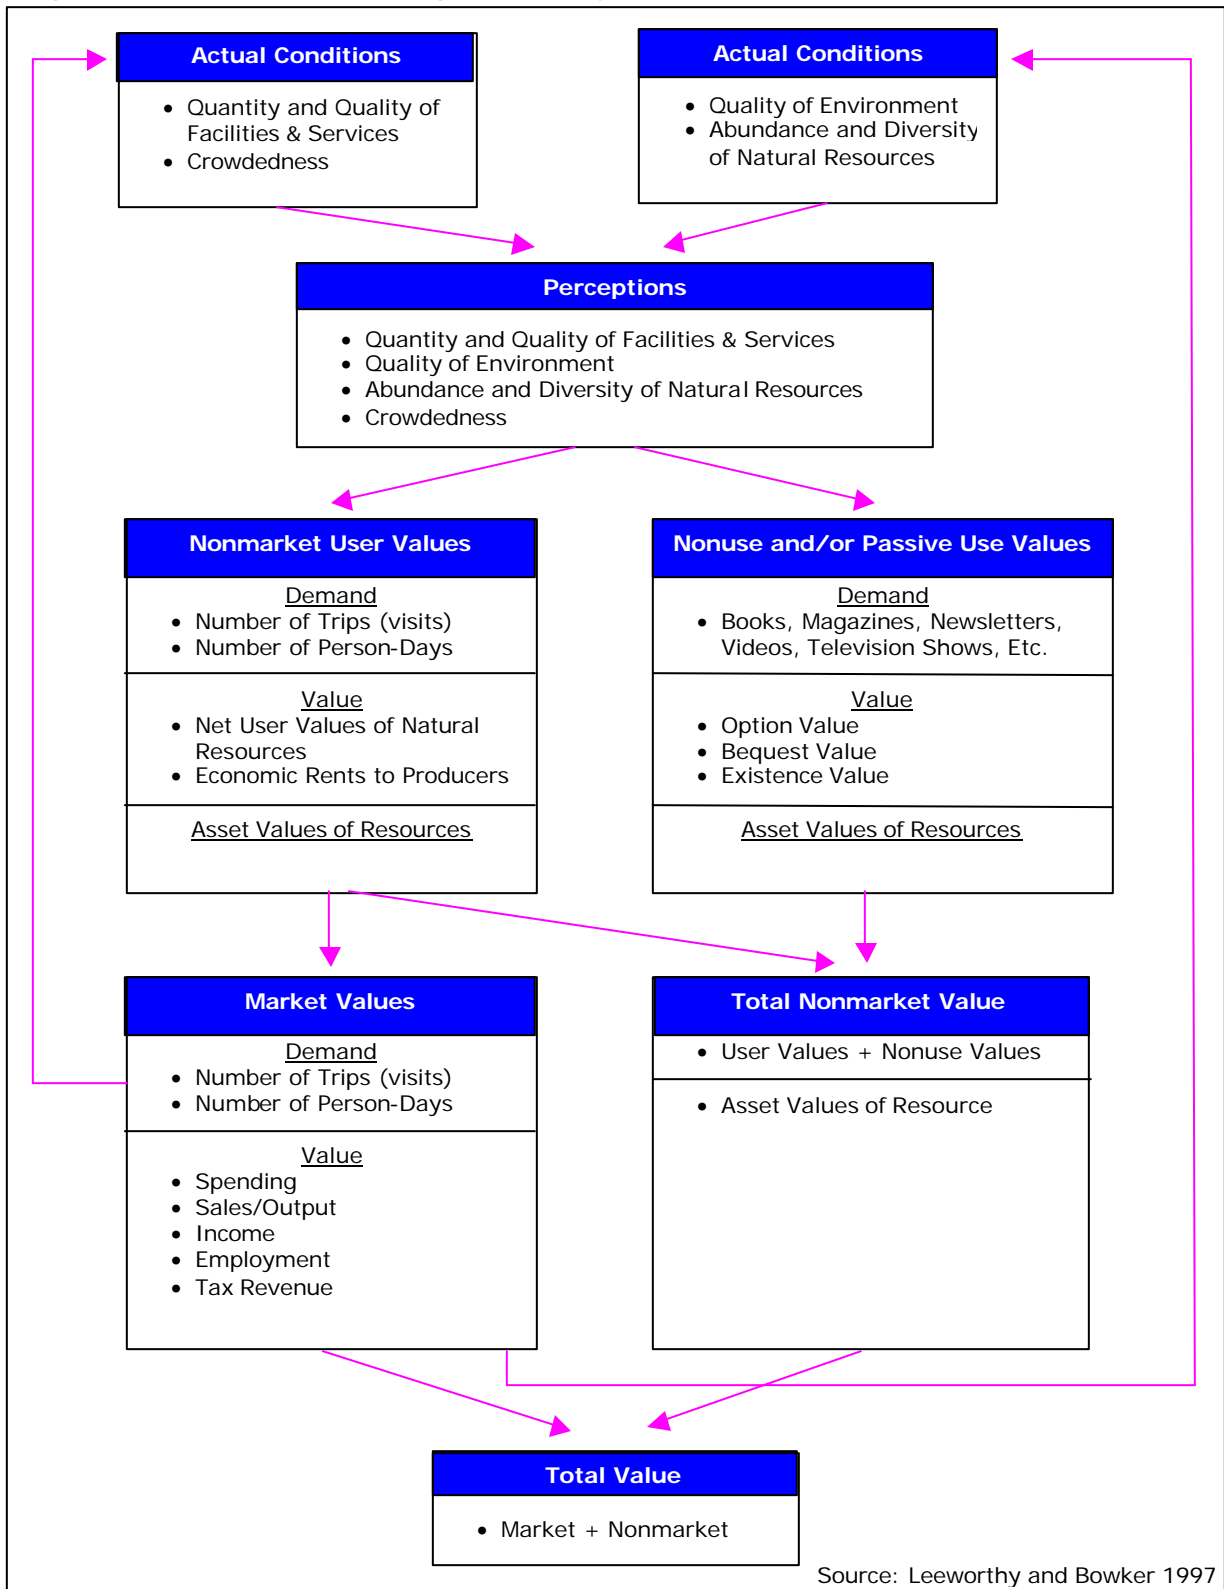 Actual Conditions
• Quantity and Quality of
Facilities & Services
• Crowdedness
Actual Conditions
• Quality of Environment
• Abundance and Diversity
of Natural Resources
Perceptions
• Quantity and Quality of Facilities & Services
• Quality of Environment
• Abundance and Diversity of Natural Resources
• Crowdedness
Nonmarket User Values
Demand
• Number of Trips (visits)
• Number of Person-Days
Value
• Net User Values of Natural
Resources
• Economic Rents to Producers
Asset Values of Resources
Nonuse and/or Passive Use Values
Demand
• Books, Magazines, Newsletters,
Videos, Television Shows, Etc.
Value
• Option Value
• Bequest Value
• Existence Value
Asset Values of Resources
Market Values
Demand
• Number of Trips (visits)
• Number of Person-Days
Value
• Spending
• Sales/Output
• Income
• Employment
• Tax Revenue
Total Nonmarket Value
• User Values + Nonuse Values
• Asset Values of Resource
Total Value
• Market + Nonmarket
Source: Leeworthy and Bowker 1997